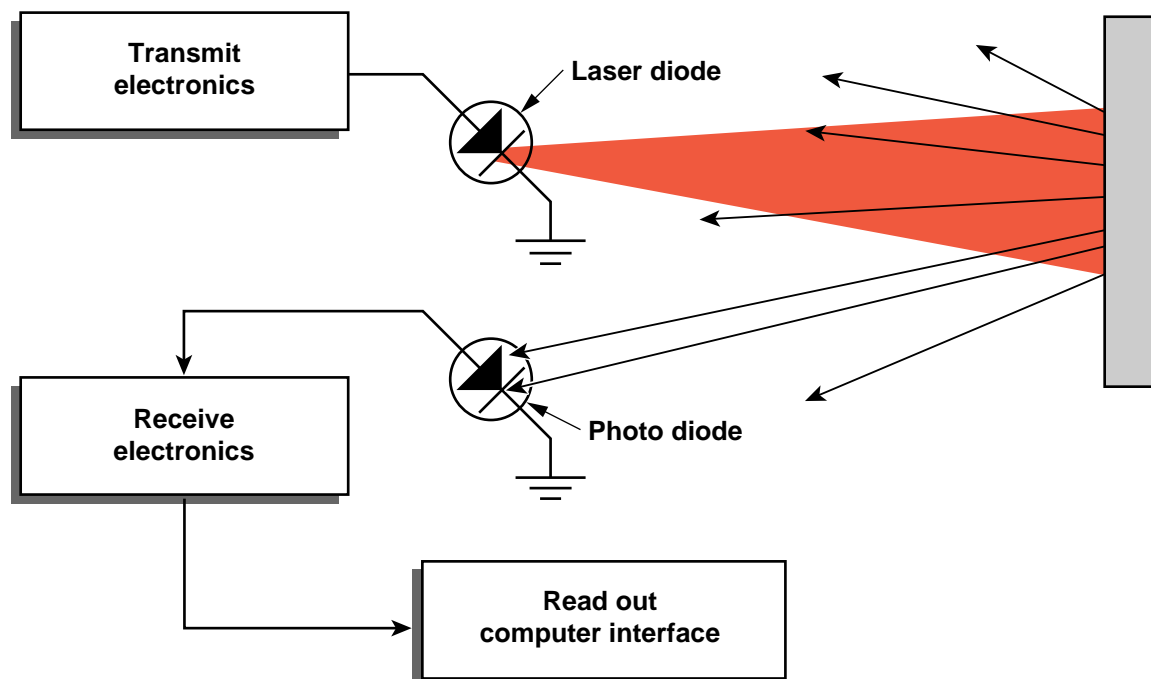 Transmit
electronics
Laser diode
Photo diode
Receive
electronics
Read out
computer interface